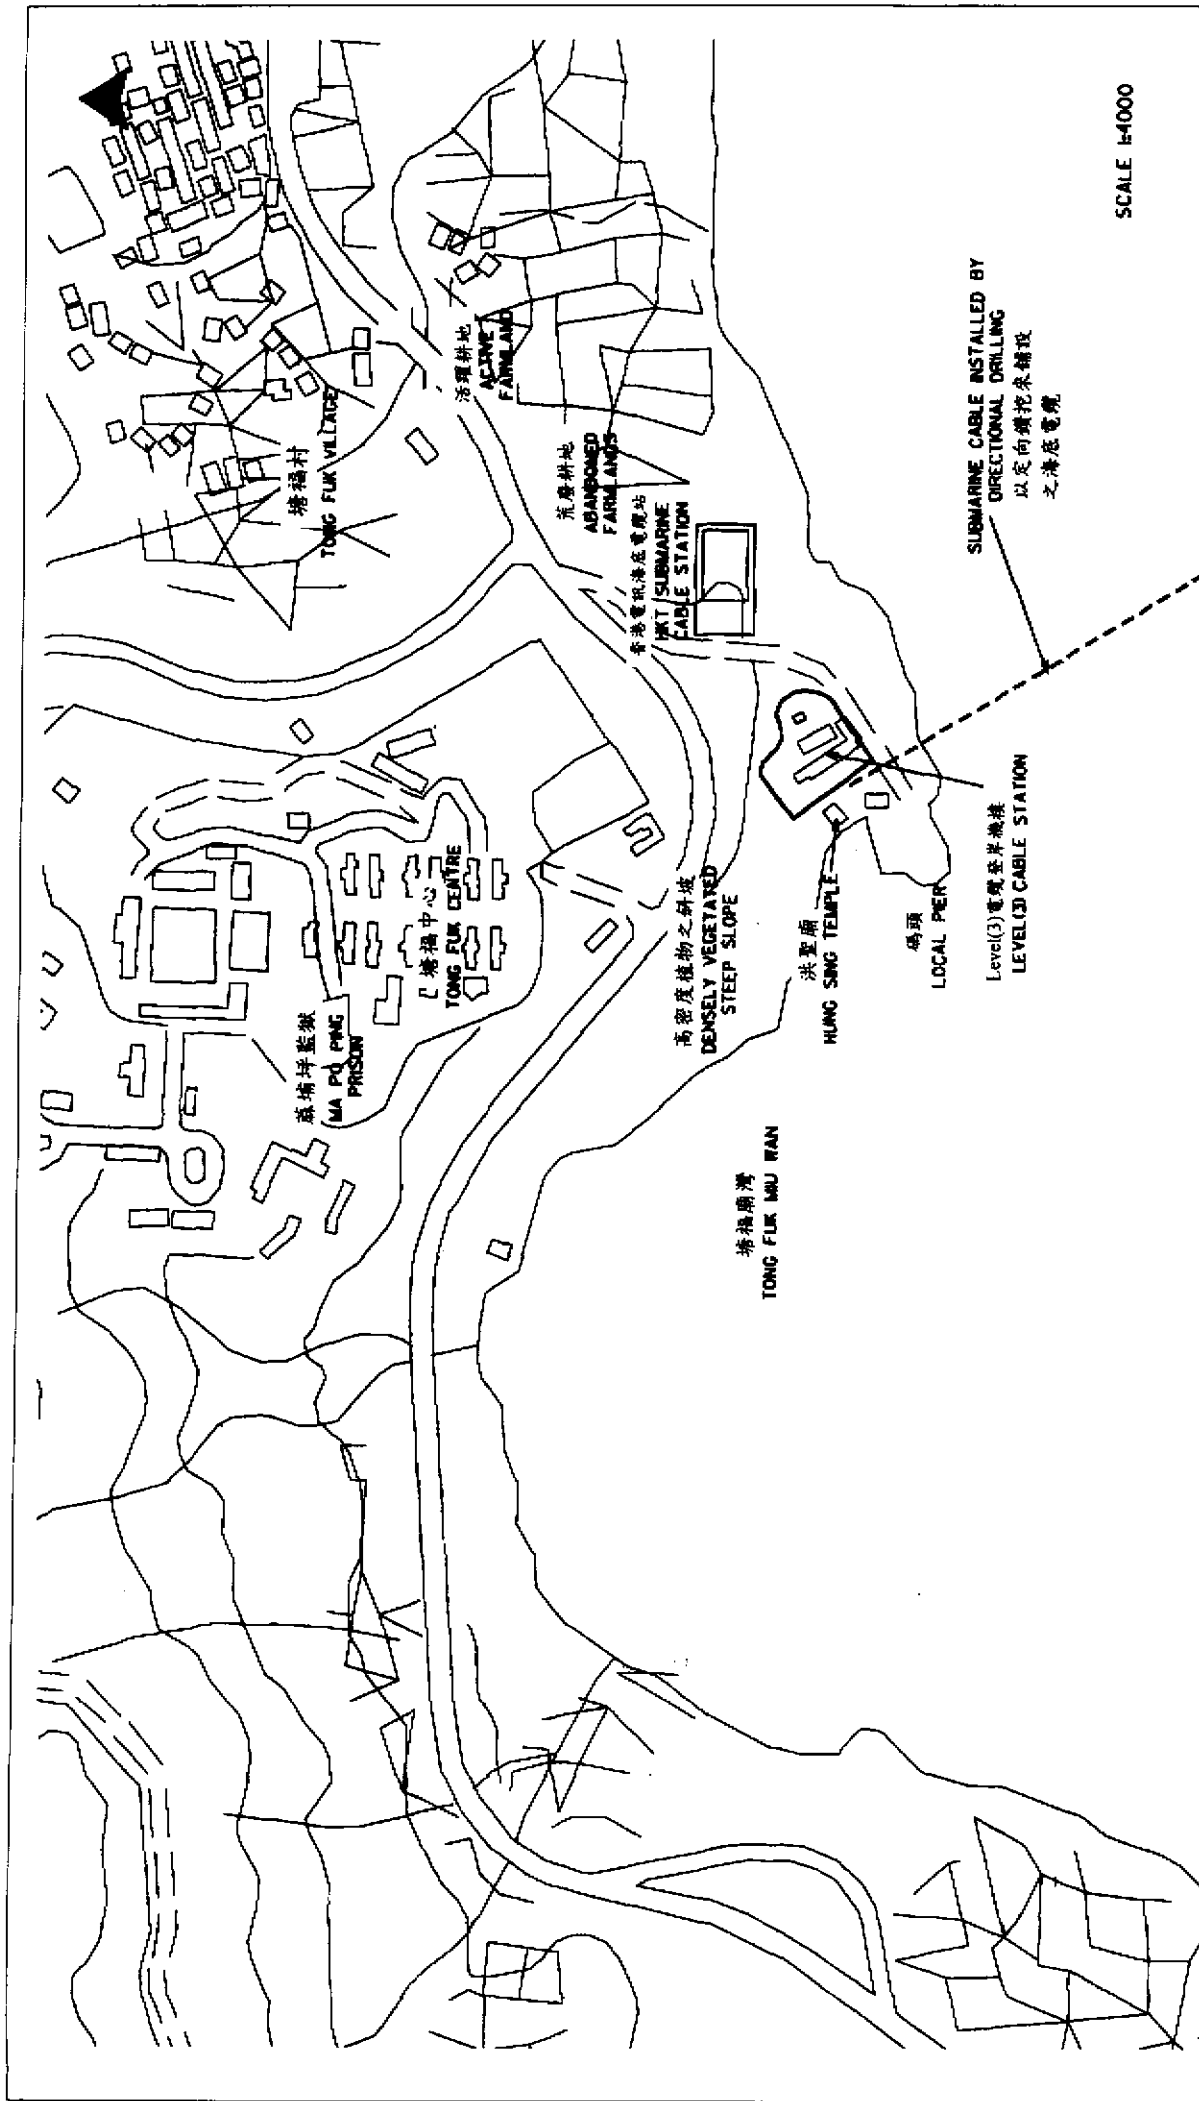 塘福村
TONG FUK VILLAGE
活躍耕地
ACTIVE
FARMLAND
荒廢耕地
ABANDONED
FARMLANDS
香港電訊海底電纜站
HKT SUBMARINE
CABLE STATION
蔴埔坪監獄
MA PO PING
PRISON
塘福中心
TONG FUK CENTRE
高密度植物之斜坡
DENSELY VEGETATED
STEEP SLOPE
洪聖廟
HUNG SING TEMPLE
碼頭
LOCAL PIER
Level(3)電纜登岸機樓
LEVEL(3) CABLE STATION
塘福廟灣
TONG FUK MIU WAN
SUBMARINE CABLE INSTALLED BY
DIRECTIONAL DRILLING
以定向鑽挖來舖設
之海底電纜
SCALE 1:4000